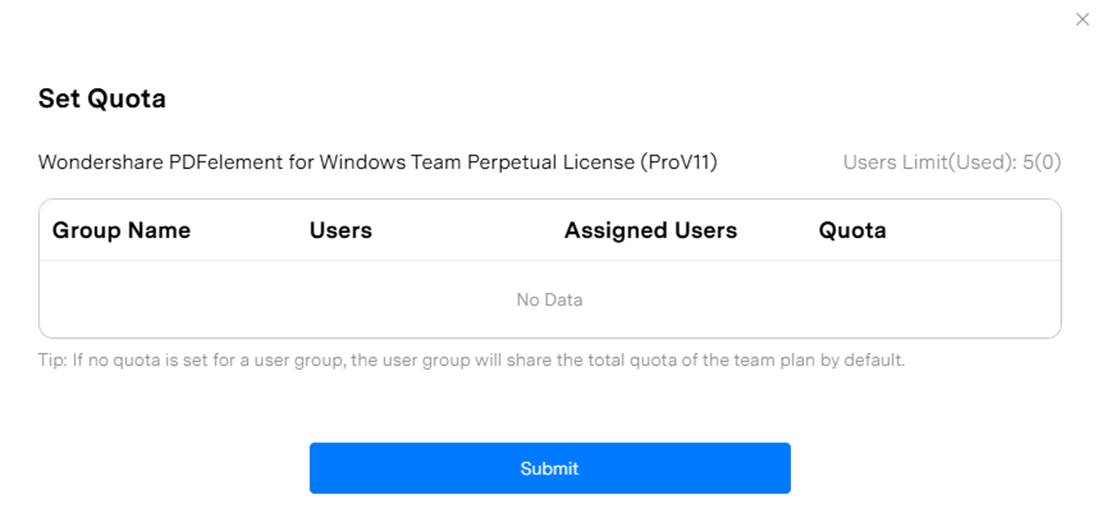 Set Quota
Wondershare PDFelement for Windows Team Perpetual License (ProV11) Users Limit(Used): 5(0)
Group Name Users Assigned Users Quota
No Data
Tip: If no quota is set for a user group, the user group will share the total quota of the team plan by default.
Submit